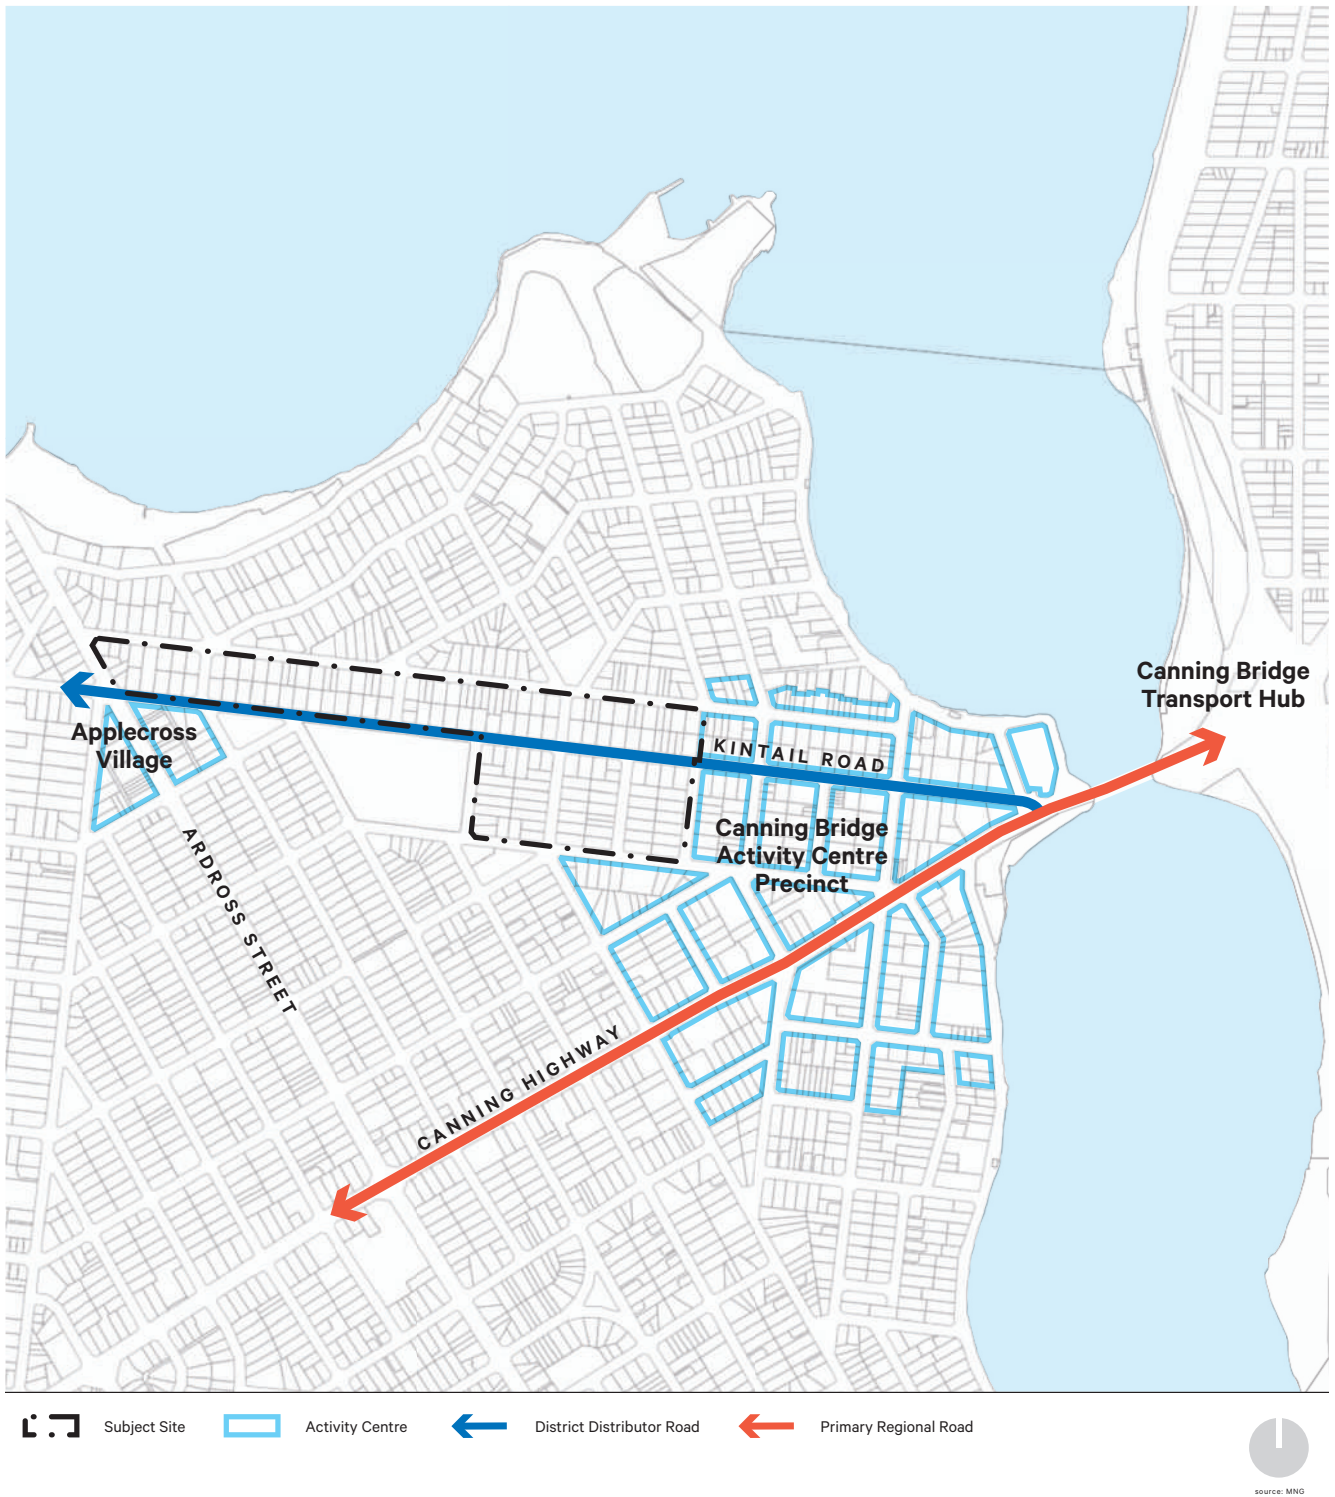 Canning Bridge
Transport Hub
Applecross
Village
KINTAIL ROAD
Canning Bridge
Activity Centre
Precinct
ARDROSS STREET
CANNING HIGHWAY
Subject Site
Activity Centre
District Distributor Road
Primary Regional Road
source: MNG